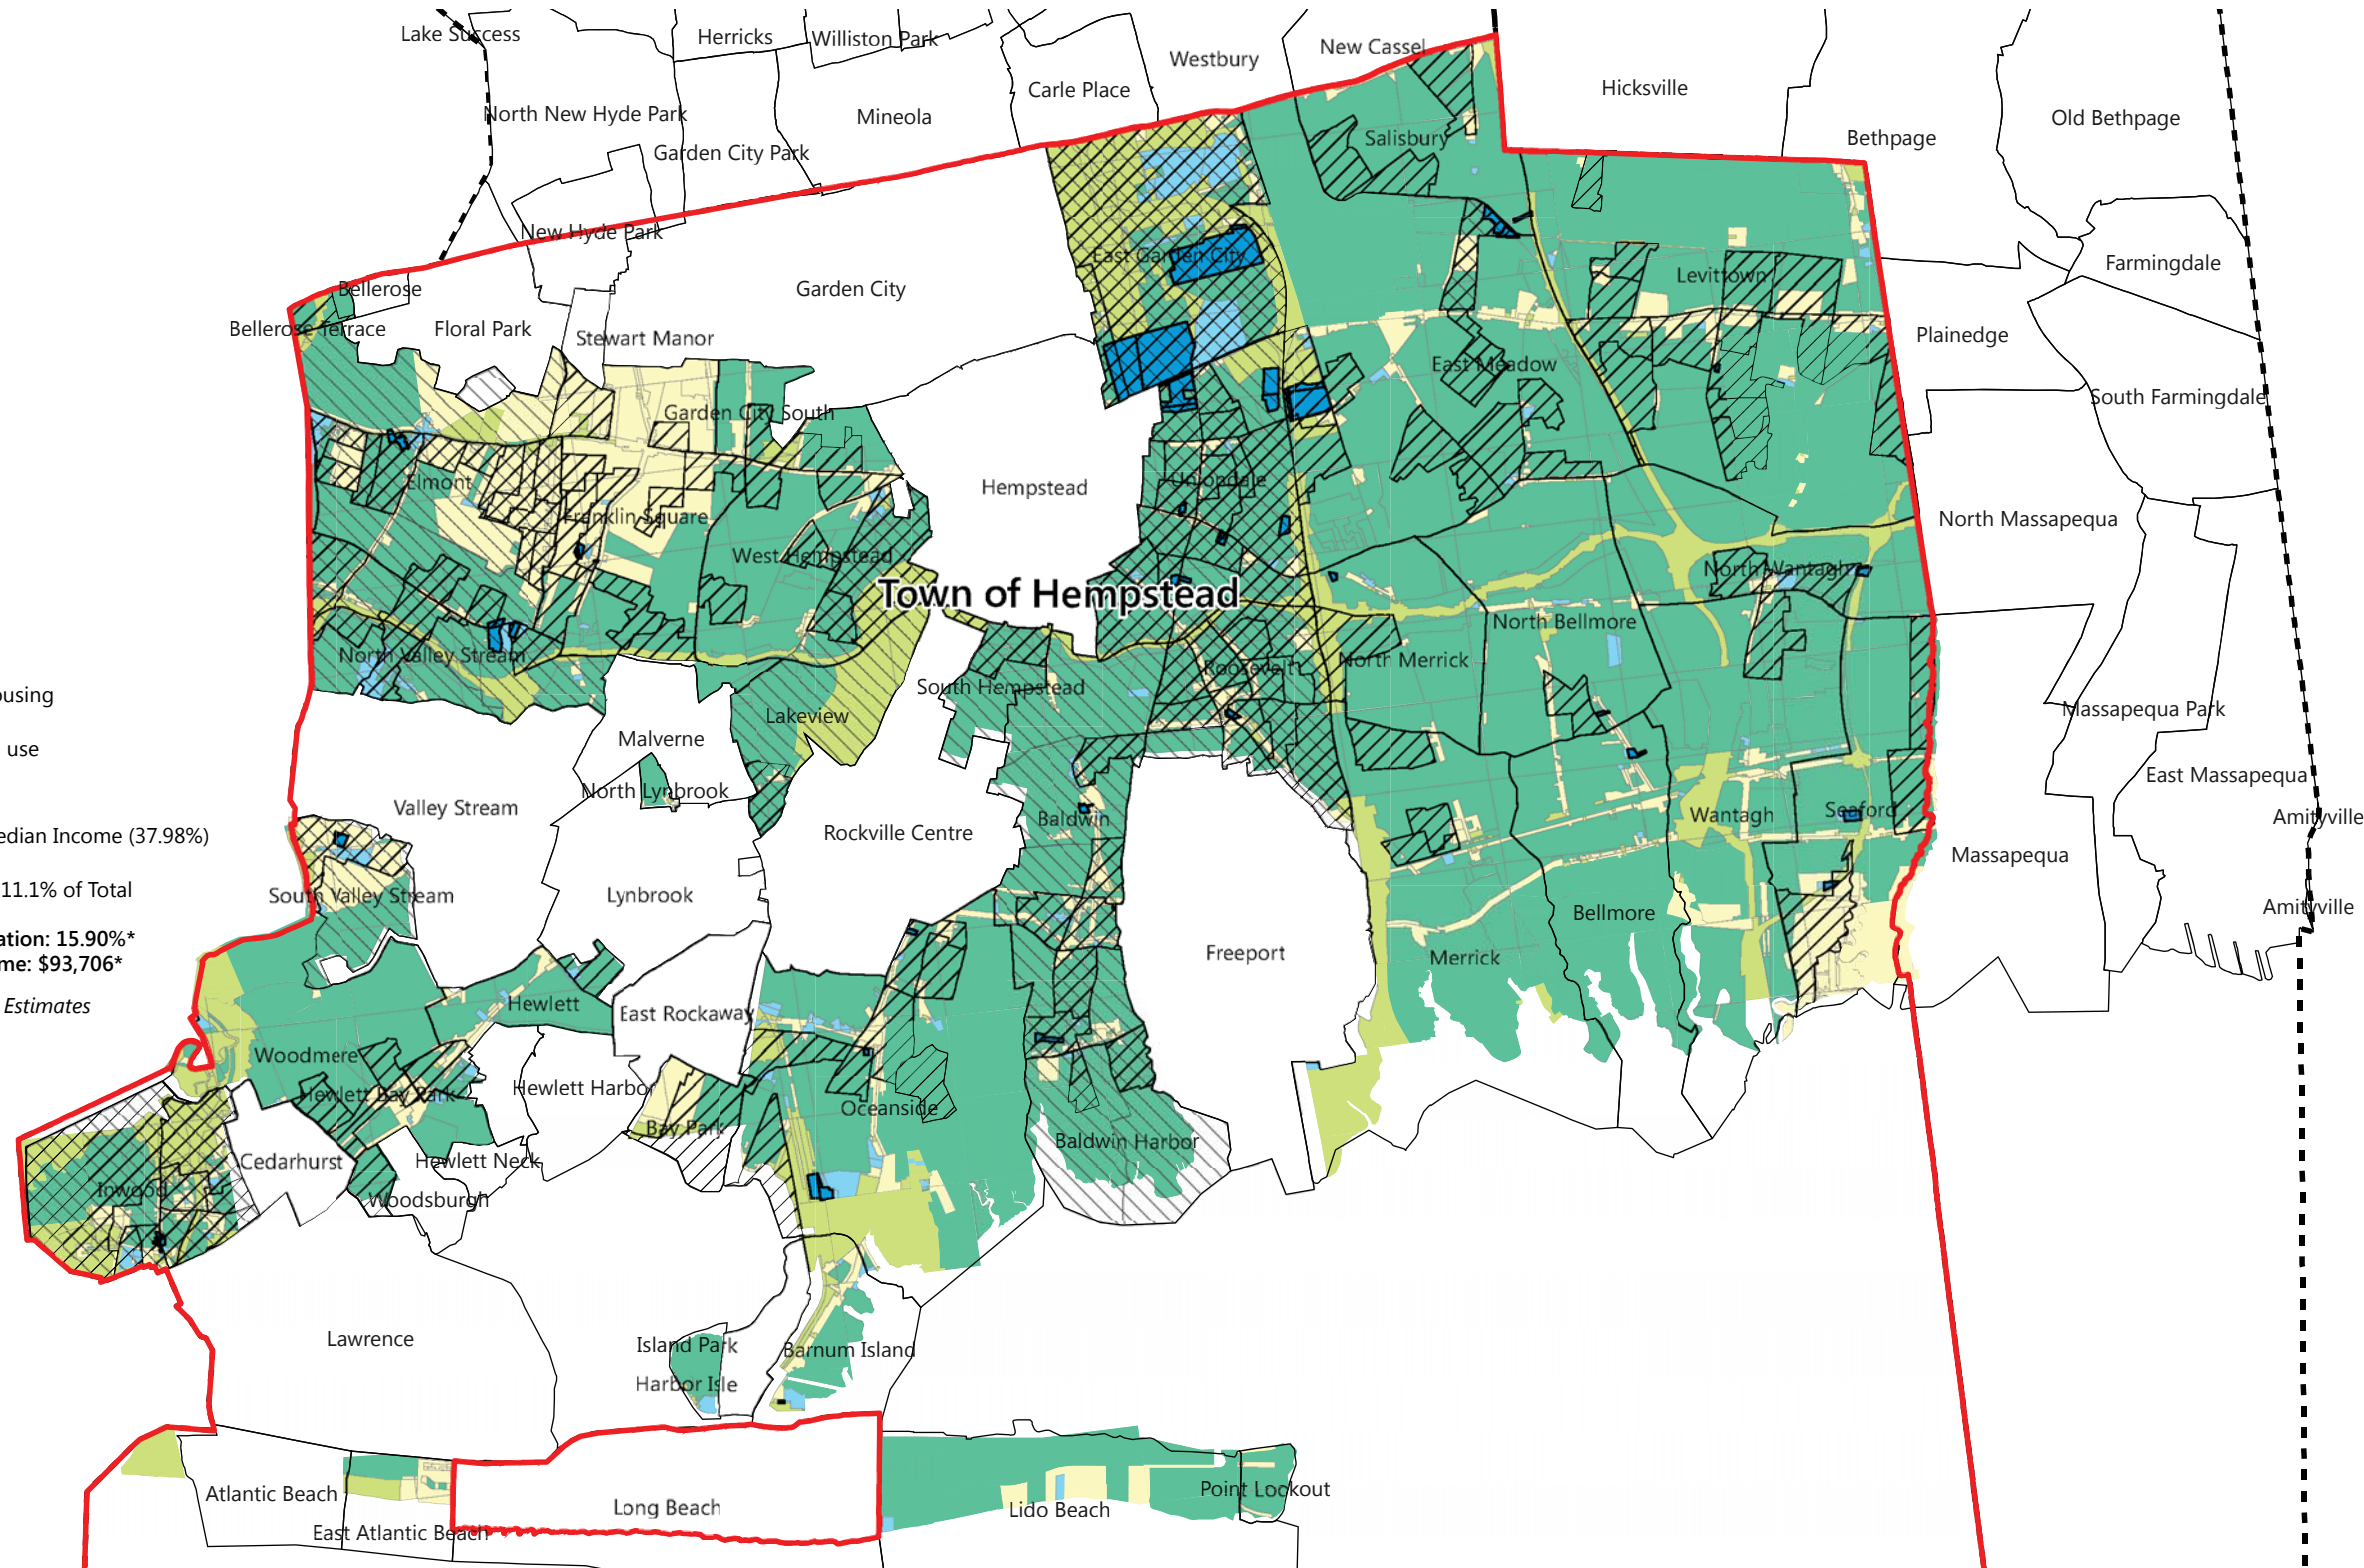 Lake Success
Herricks
Williston Park
Westbury
New Cassel
Hicksville
Carle Place
North New Hyde Park
Mineola
Old Bethpage
Bethpage
Salisbury
Garden City Park
New Hyde Park
East Garden City
Levittown
Farmingdale
Bellerose
Garden City
Bellerose Terrace
Floral Park
Stewart Manor
Plainedge
East Meadow
South Farmingdale
Garden City South
Elmont
Hempstead
Uniondale
Franklin Square
North Massapequa
West Hempstead
North Wantagh
Town of Hempstead
North Bellmore
North Valley Stream
North Merrick
Roosevelt
South Hempstead
ousing
Lakeview
Massapequa Park
Malverne
use
East Massapequa
North Lynbrook
Valley Stream
Baldwin
Wantagh
Seaford
Amityville
edian Income (37.98%)
Rockville Centre
Massapequa
11.1% of Total
South Valley Stream
Lynbrook
Bellmore
Amityville
ation: 15.90%*
Freeport
Merrick
me: $93,706*
Estimates
Hewlett
East Rockaway
Woodmere
Hewlett Bay Park
Hewlett Harbor
Oceanside
Bay Park
Baldwin Harbor
Cedarhurst
Hewlett Neck
Inwood
Woodsburgh
Lawrence
Island Park
Barnum Island
Harbor Isle
Atlantic Beach
Long Beach
Lido Beach
Point Lookout
East Atlantic Beach